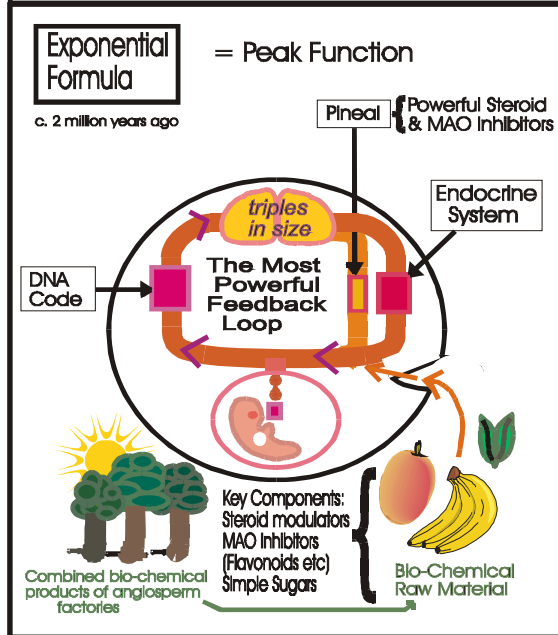 Exponential
Formula
= Peak Function
c. 2 million years ago
Pineal
Powerful Steroid
& MAO Inhibitors
triples
in size
Endocrine
System
DNA
Code
The Most
Powerful
Feedback
Loop
Key Components:
Steroid modulators
MAO Inhibitors
(Flavonoids etc)
Simple Sugars
Combined bio-chemical
products of angiosperm
factories
Bio-Chemical
Raw Material